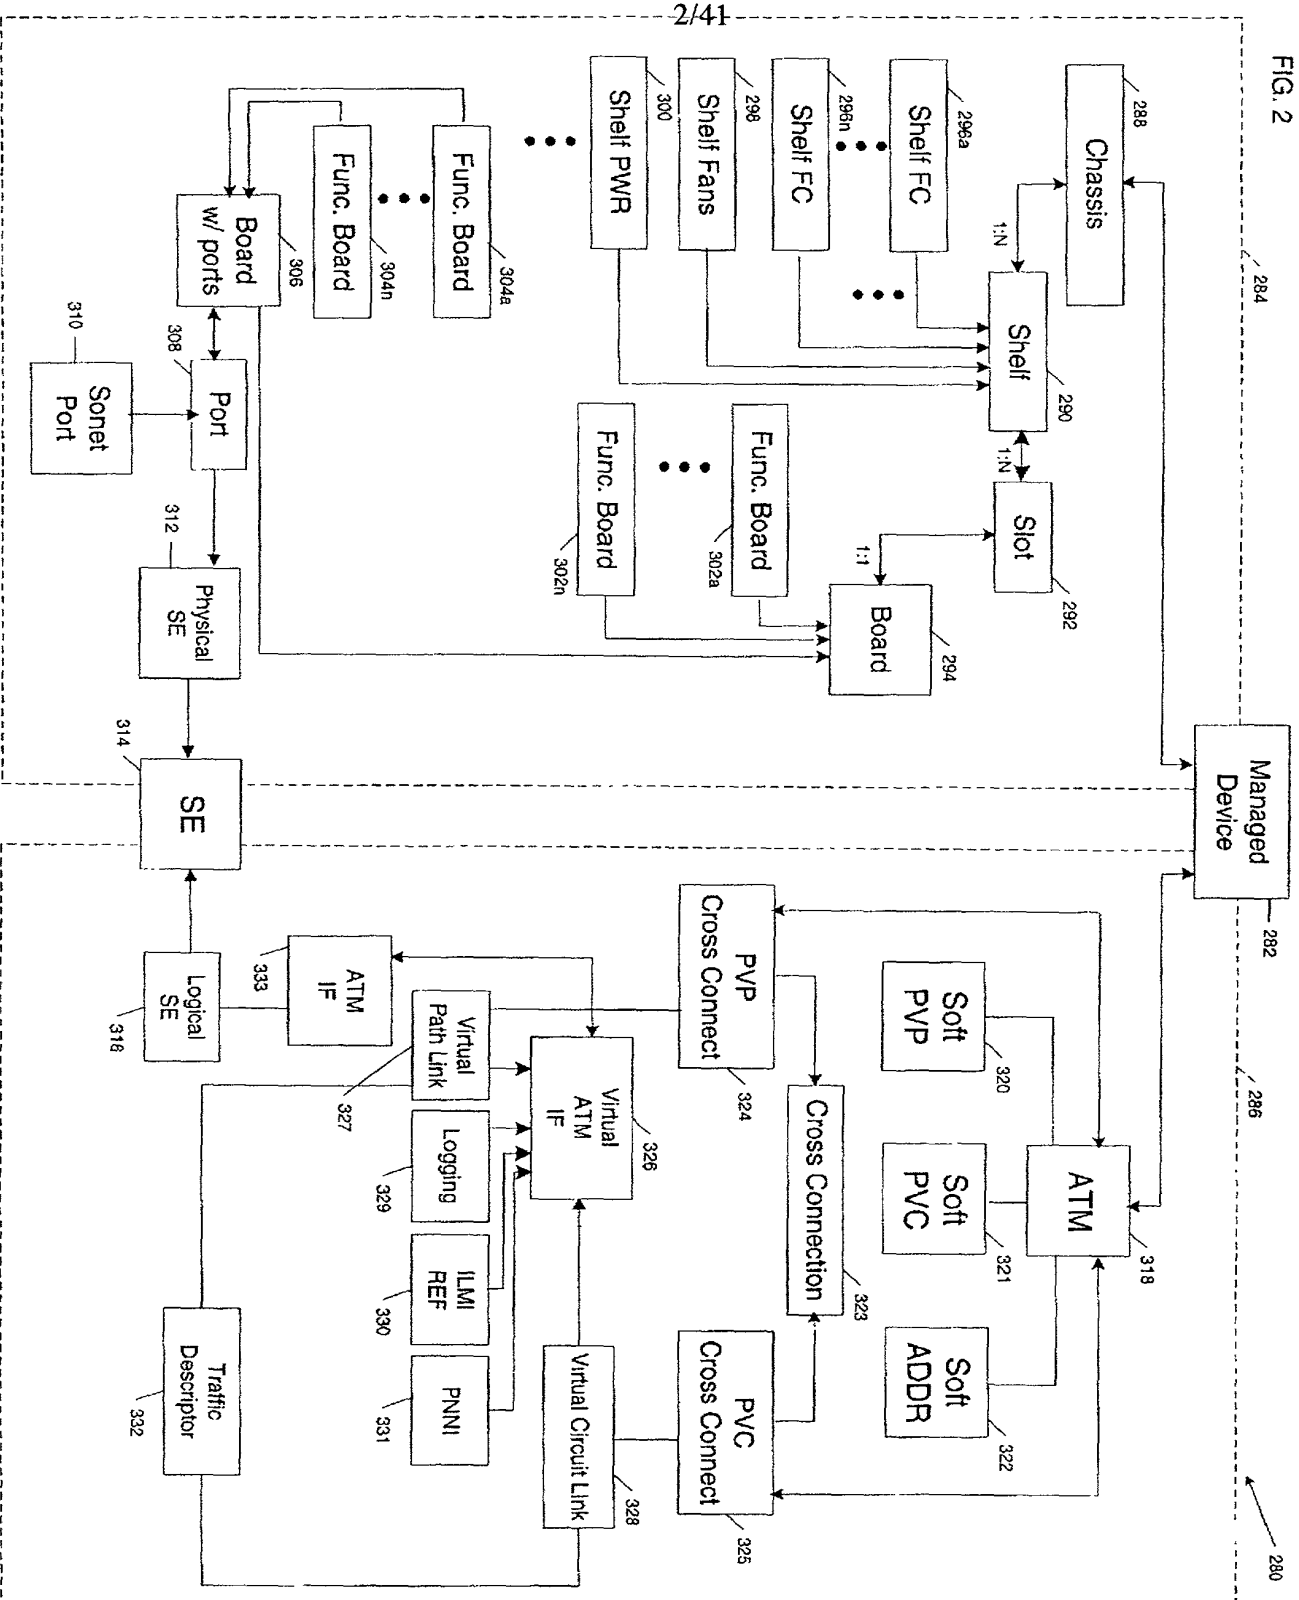 2/41
FIG. 2
280
Managed
Device
282
284
Chassis
288
1:N
Shelf
290
1:N
Slot
292
1:1
Board
294
Shelf FC
296a
Shelf FC
296n
Shelf Fans
298
Shelf PWR
300
Func. Board
302a
Func. Board
302n
Func. Board
304a
Func. Board
304n
Board
w/ ports
306
Port
308
Sonet
Port
310
Physical
SE
312
SE
314
286
ATM
318
Soft
PVP
320
Soft
PVC
321
Soft
ADDR
322
Cross Connection
323
PVP
Cross Connect
324
PVC
Cross Connect
325
Virtual
ATM
IF
326
Virtual
Path Link
327
Virtual Circuit Link
328
Logging
329
ILMI
REF
330
PNNI
331
Traffic
Descriptor
332
ATM
IF
333
Logical
SE
316